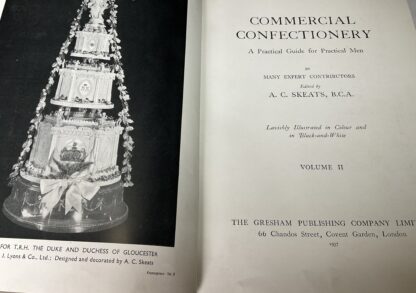 FOR T.R.H. THE DUKE AND DUCHESS OF GLOUCESTER
J. Lyons & Co., Ltd.: Designed and decorated by A. C. Skeats
COMMERCIAL
CONFECTIONERY
A Practical Guide for Practical Men
BY
MANY EXPERT CONTRIBUTORS
Edited by
A. C. SKEATS, B.C.A.
Lavishly Illustrated in Colour and
in Black-and-White
VOLUME II
THE GRESHAM PUBLISHING COMPANY LIMI
66 Chandos Street, Covent Garden, London
1937